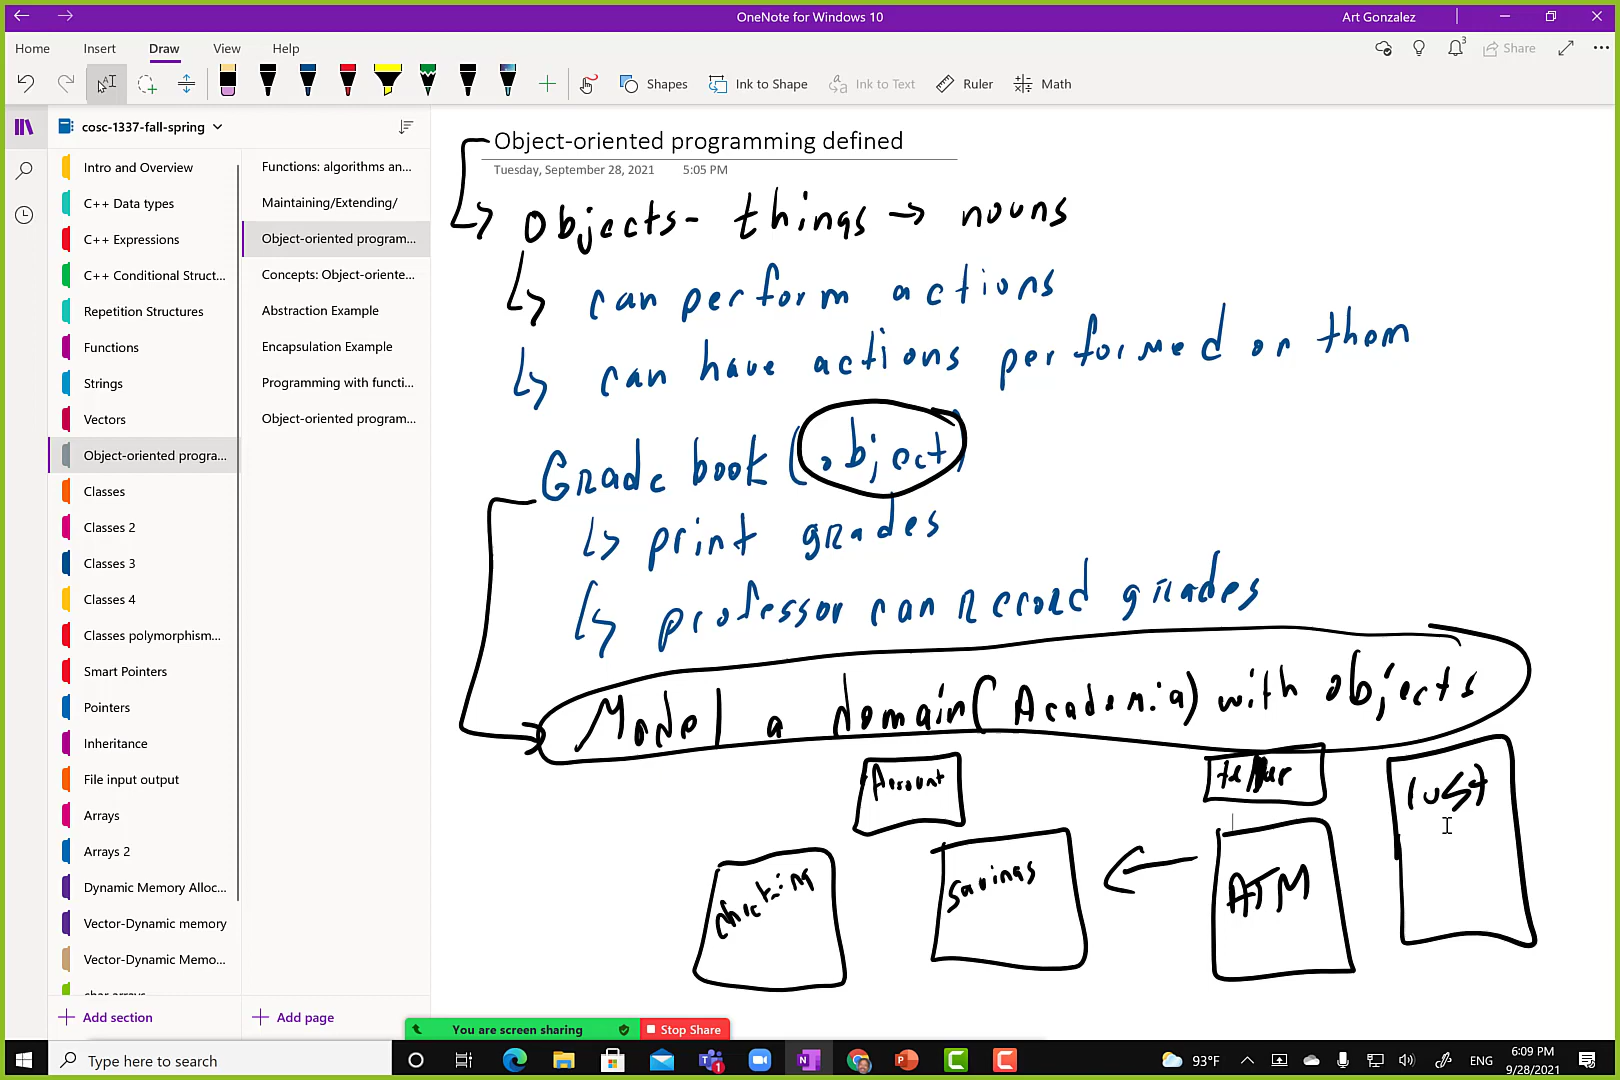 OneNote for Windows 10
Art Gonzalez
Home Insert Draw View Help
3
Share
Shapes
Ink to Shape
Ink to Text
Ruler
Math
cosc-1337-fall-spring
Intro and Overview
C++ Data types
C++ Expressions
C++ Conditional Struct...
Repetition Structures
Functions
Strings
Vectors
Object-oriented progra...
Classes
Classes 2
Classes 3
Classes 4
Classes polymorphism...
Smart Pointers
Pointers
Inheritance
File input output
Arrays
Arrays 2
Dynamic Memory Alloc...
Vector-Dynamic memory
Vector-Dynamic Memo...
char arrays
Add section
Functions: algorithms an...
Maintaining/Extending/
Object-oriented program...
Concepts: Object-oriente...
Abstraction Example
Encapsulation Example
Programming with functi...
Object-oriented program...
Add page
Object-oriented programming defined
Tuesday, September 28, 2021 5:05 PM
Objects- things → nouns
can perform actions
can have actions performed on them
Grade book (object)
print grades
professor can record grades
Model a domain (Academia) with objects
Account
teller
checking
savings
ATM
You are screen sharing
Stop Share
Type here to search
1
93°F
ENG
6:09 PM
9/28/2021